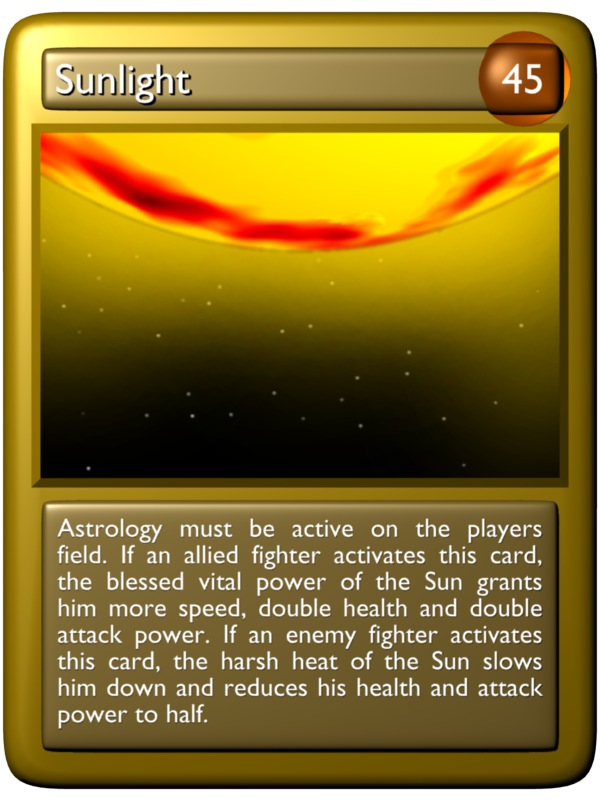 Sunlight
45
Astrology must be active on the players
field. If an allied fighter activates this card,
the blessed vital power of the Sun grants
him more speed, double health and double
attack power. If an enemy fighter activates
this card, the harsh heat of the Sun slows
him down and reduces his health and attack
power to half.